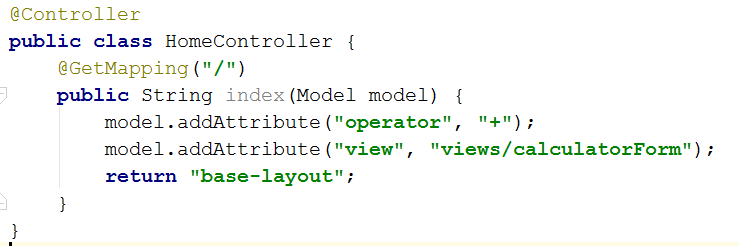 @Controller
public class HomeController {
    @GetMapping("/")
    public String index(Model model) {
        model.addAttribute("operator", "+");
        model.addAttribute("view", "views/calculatorForm");
        return "base-layout";
    }
}